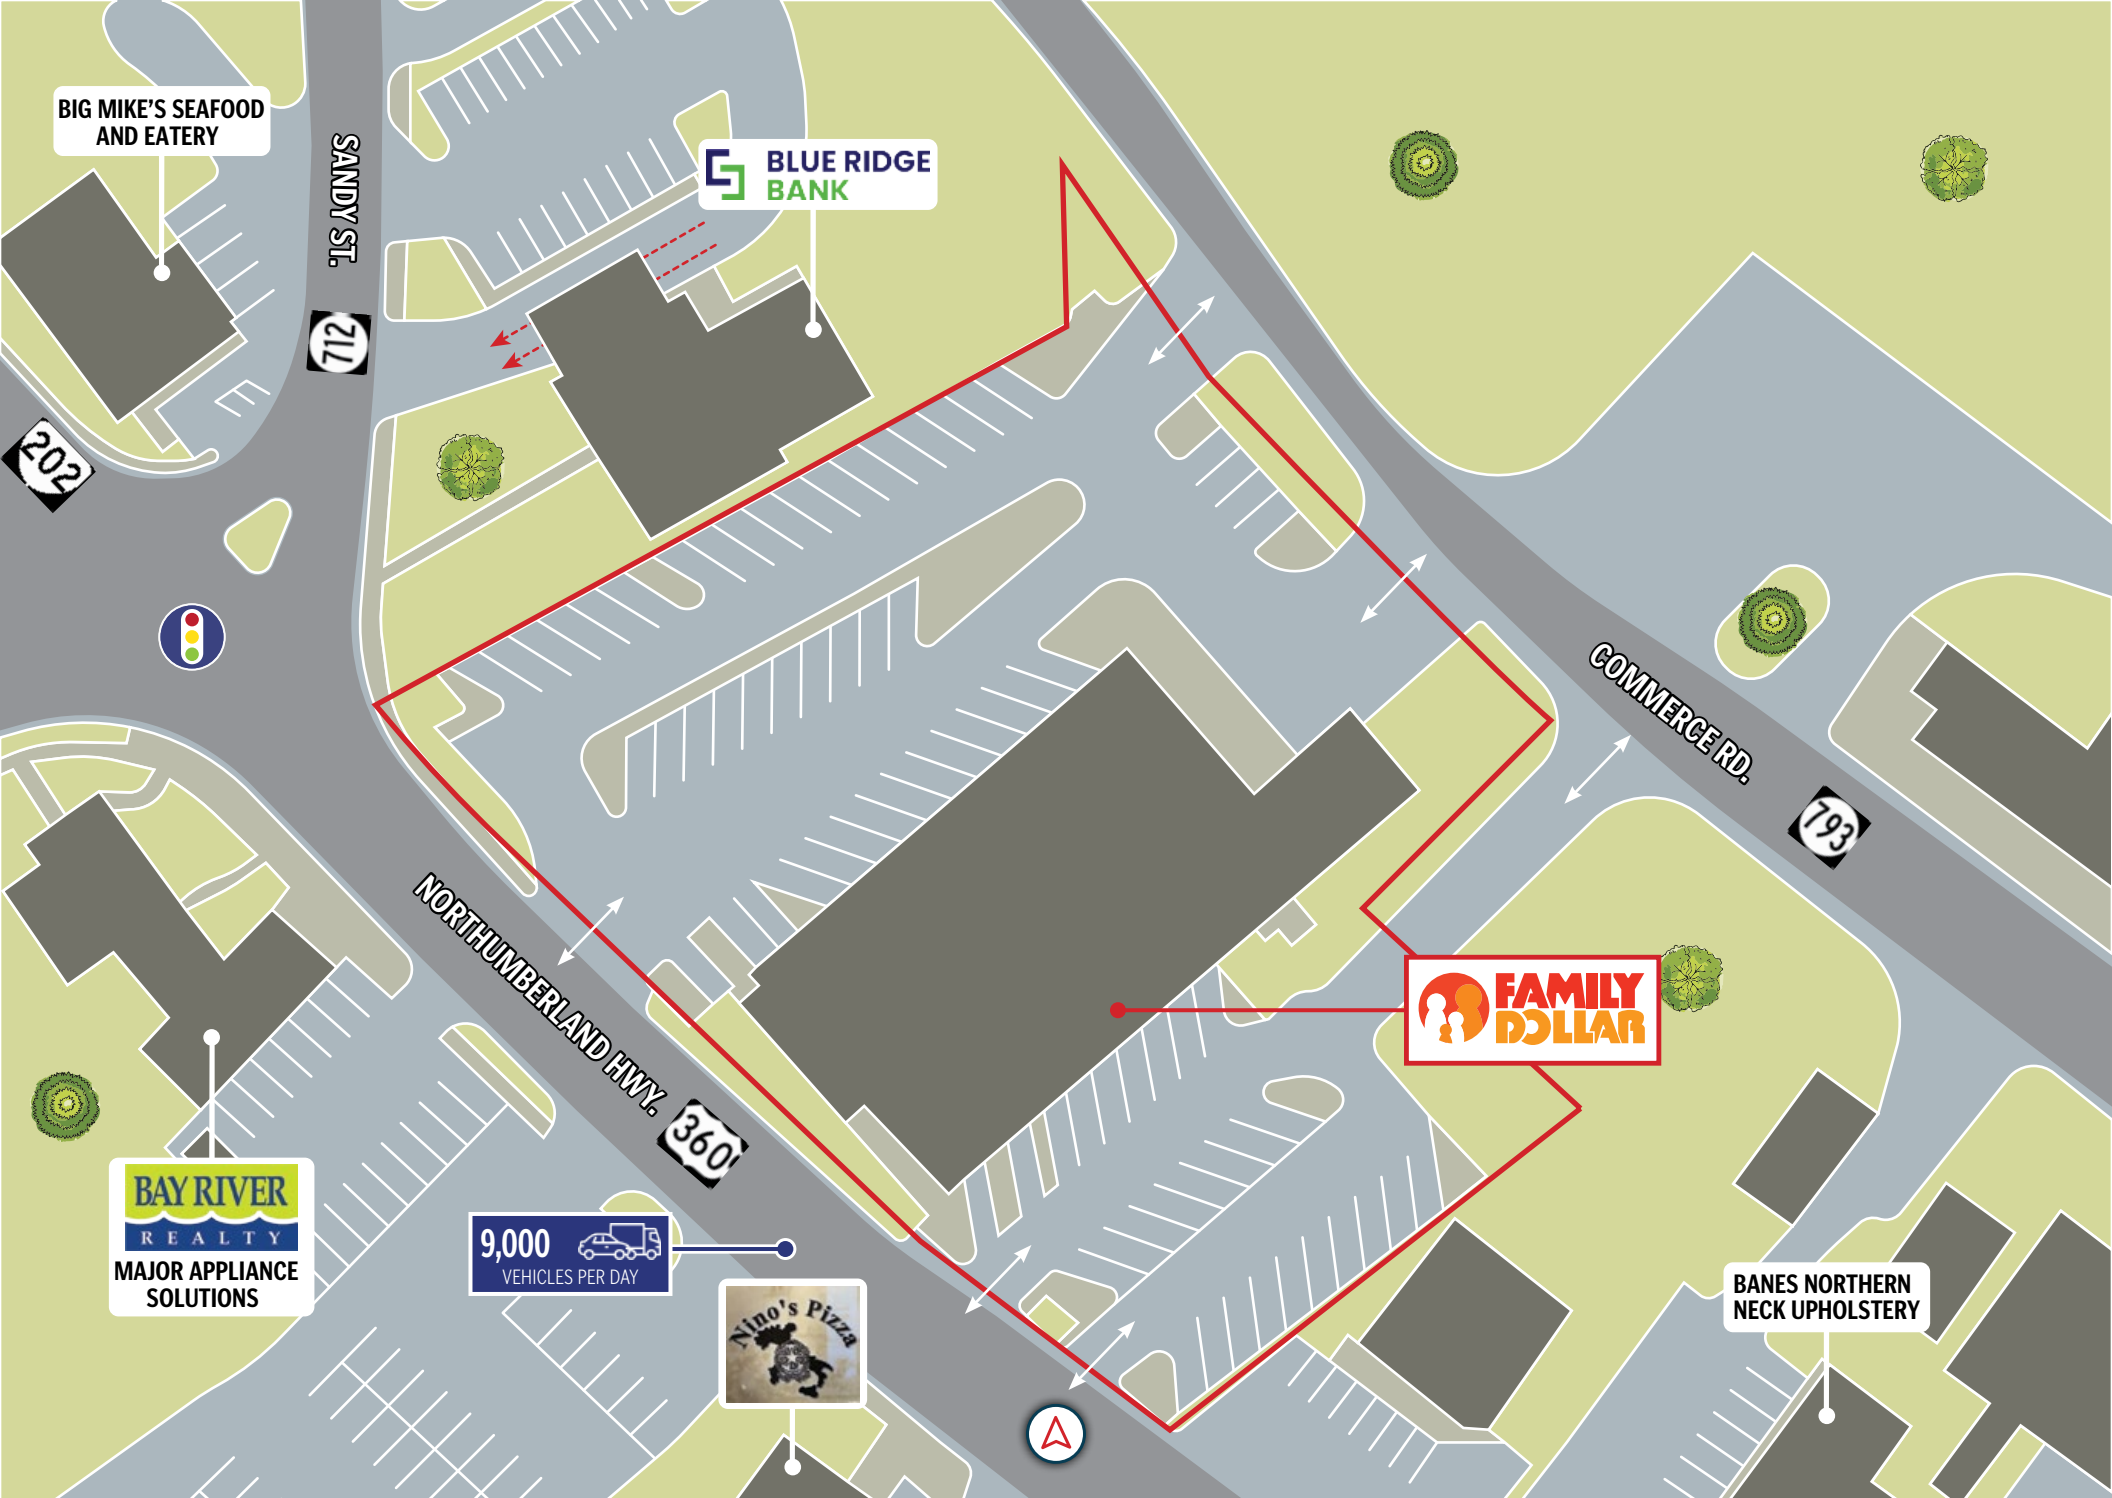 BIG MIKE'S SEAFOOD
AND EATERY
SANDY ST.
BLUE RIDGE
BANK
712
202
COMMERCE RD.
793
NORTHUMBERLAND HWY.
360
FAMILY
DOLLAR
BAY RIVER
REALTY
MAJOR APPLIANCE
SOLUTIONS
9,000
VEHICLES PER DAY
Nino's Pizza
BANES NORTHERN
NECK UPHOLSTERY